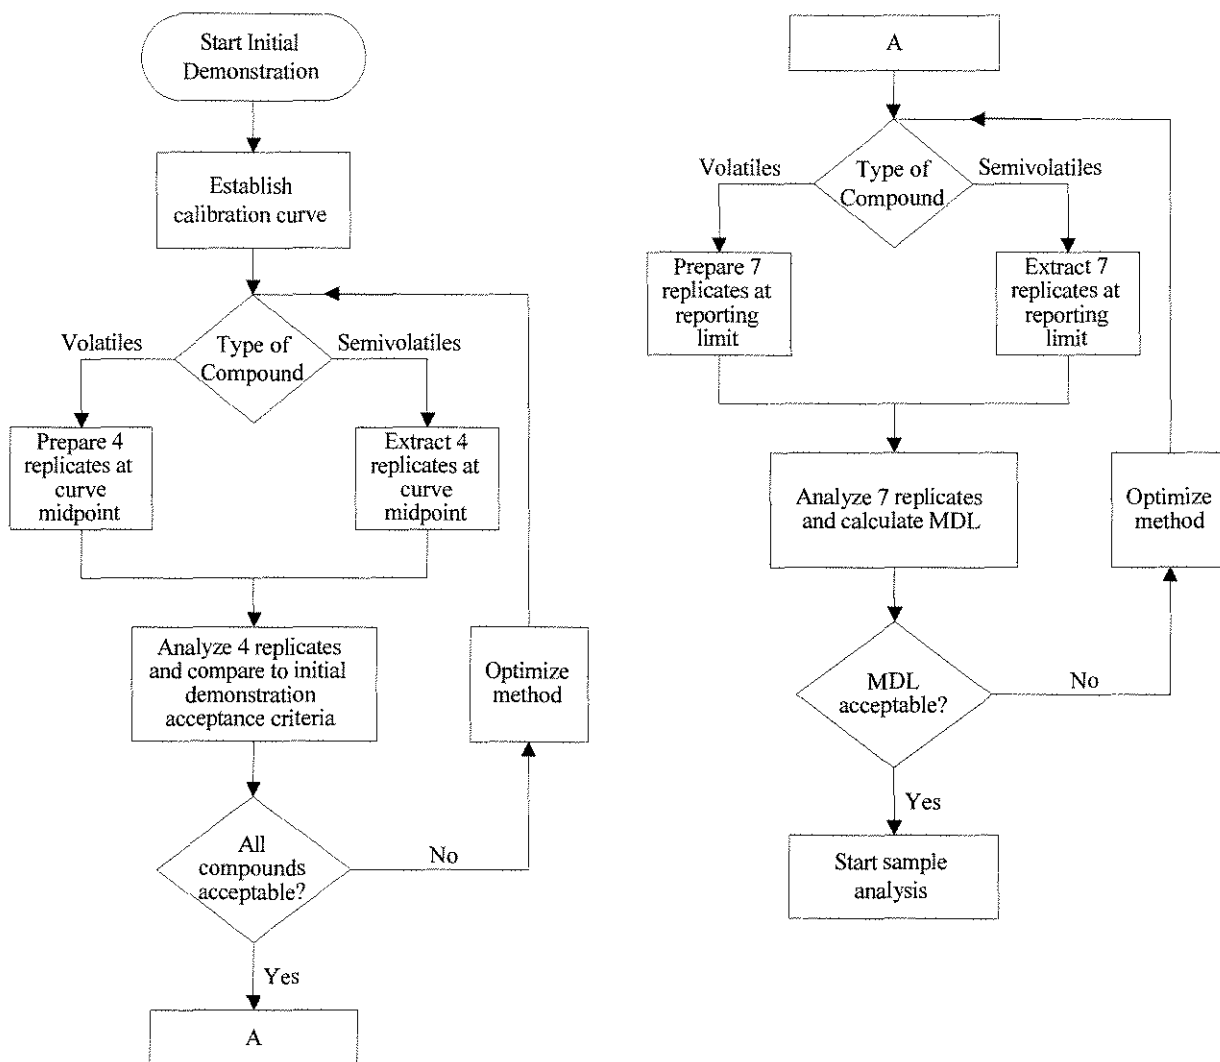 Start Initial
Demonstration
Establish
calibration curve
Type of
Compound
Volatiles
Semivolatiles
Prepare 4
replicates at
curve
midpoint
Extract 4
replicates at
curve
midpoint
Analyze 4 replicates
and compare to initial
demonstration
acceptance criteria
Optimize
method
All
compounds
acceptable?
No
Yes
A
A
Type of
Compound
Volatiles
Semivolatiles
Prepare 7
replicates at
reporting
limit
Extract 7
replicates at
reporting
limit
Analyze 7 replicates
and calculate MDL
Optimize
method
MDL
acceptable?
No
Yes
Start sample
analysis